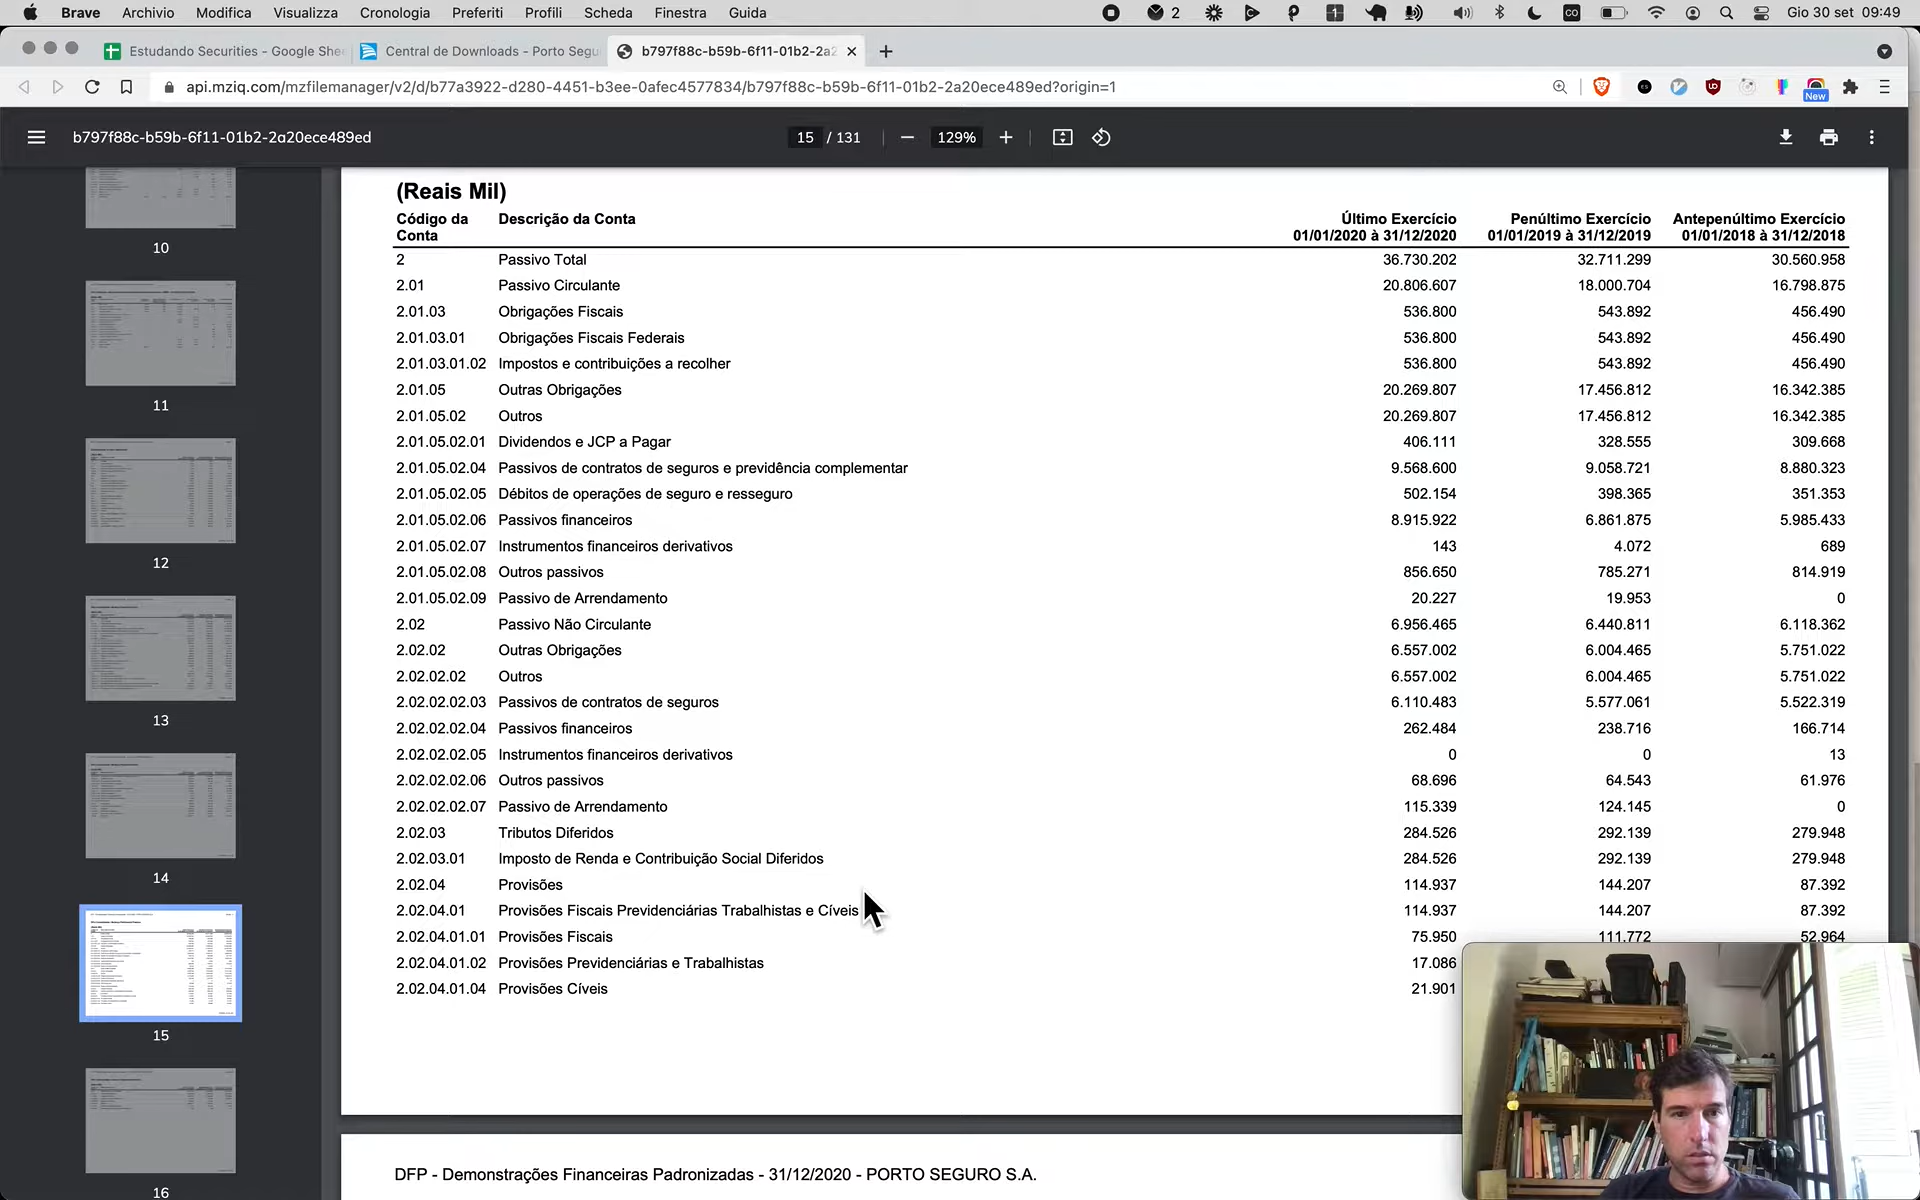 Brave Archivio Modifica Visualizza Cronologia Preferiti Profili Scheda Finestra Guida 2 1 CO Gio 30 set 09:49
Estudando Securities - Google She Central de Downloads - Porto Segu b797f88c-b59b-6f11-01b2-2a2
api.mziq.com/mzfilemanager/v2/d/b77a3922-d280-4451-b3ee-0afec4577834/b797f88c-b59b-6f11-01b2-2a20ece489ed?origin=1
New
b797f88c-b59b-6f11-01b2-2a20ece489ed 15 / 131 129%
10
11
12
13
14
15
16
(Reais Mil)
Código da Conta Descrição da Conta Último Exercício 01/01/2020 à 31/12/2020 Penúltimo Exercício 01/01/2019 à 31/12/2019 Antepenúltimo Exercício 01/01/2018 à 31/12/2018
2 Passivo Total 36.730.202 32.711.299 30.560.958
2.01 Passivo Circulante 20.806.607 18.000.704 16.798.875
2.01.03 Obrigações Fiscais 536.800 543.892 456.490
2.01.03.01 Obrigações Fiscais Federais 536.800 543.892 456.490
2.01.03.01.02 Impostos e contribuições a recolher 536.800 543.892 456.490
2.01.05 Outras Obrigações 20.269.807 17.456.812 16.342.385
2.01.05.02 Outros 20.269.807 17.456.812 16.342.385
2.01.05.02.01 Dividendos e JCP a Pagar 406.111 328.555 309.668
2.01.05.02.04 Passivos de contratos de seguros e previdência complementar 9.568.600 9.058.721 8.880.323
2.01.05.02.05 Débitos de operações de seguro e resseguro 502.154 398.365 351.353
2.01.05.02.06 Passivos financeiros 8.915.922 6.861.875 5.985.433
2.01.05.02.07 Instrumentos financeiros derivativos 143 4.072 689
2.01.05.02.08 Outros passivos 856.650 785.271 814.919
2.01.05.02.09 Passivo de Arrendamento 20.227 19.953 0
2.02 Passivo Não Circulante 6.956.465 6.440.811 6.118.362
2.02.02 Outras Obrigações 6.557.002 6.004.465 5.751.022
2.02.02.02 Outros 6.557.002 6.004.465 5.751.022
2.02.02.02.03 Passivos de contratos de seguros 6.110.483 5.577.061 5.522.319
2.02.02.02.04 Passivos financeiros 262.484 238.716 166.714
2.02.02.02.05 Instrumentos financeiros derivativos 0 0 13
2.02.02.02.06 Outros passivos 68.696 64.543 61.976
2.02.02.02.07 Passivo de Arrendamento 115.339 124.145 0
2.02.03 Tributos Diferidos 284.526 292.139 279.948
2.02.03.01 Imposto de Renda e Contribuição Social Diferidos 284.526 292.139 279.948
2.02.04 Provisões 114.937 144.207 87.392
2.02.04.01 Provisões Fiscais Previdenciárias Trabalhistas e Cíveis 114.937 144.207 87.392
2.02.04.01.01 Provisões Fiscais 75.950 111.772 52.964
2.02.04.01.02 Provisões Previdenciárias e Trabalhistas 17.086
2.02.04.01.04 Provisões Cíveis 21.901
DFP - Demonstrações Financeiras Padronizadas - 31/12/2020 - PORTO SEGURO S.A.